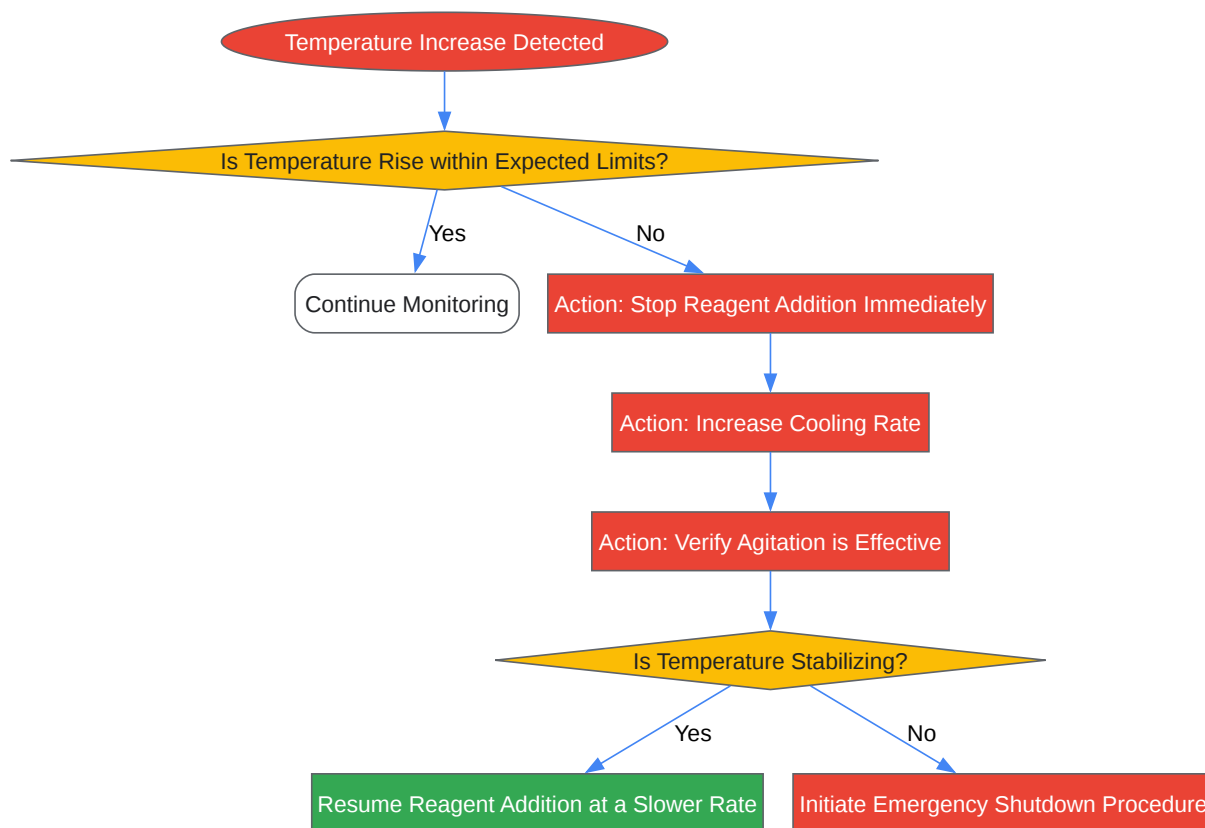 Temperature Increase Detected
Is Temperature Rise within Expected Limits?
Yes
No
Continue Monitoring
Action: Stop Reagent Addition Immediately
Action: Increase Cooling Rate
Action: Verify Agitation is Effective
Is Temperature Stabilizing?
Yes
No
Resume Reagent Addition at a Slower Rate
Initiate Emergency Shutdown Procedure